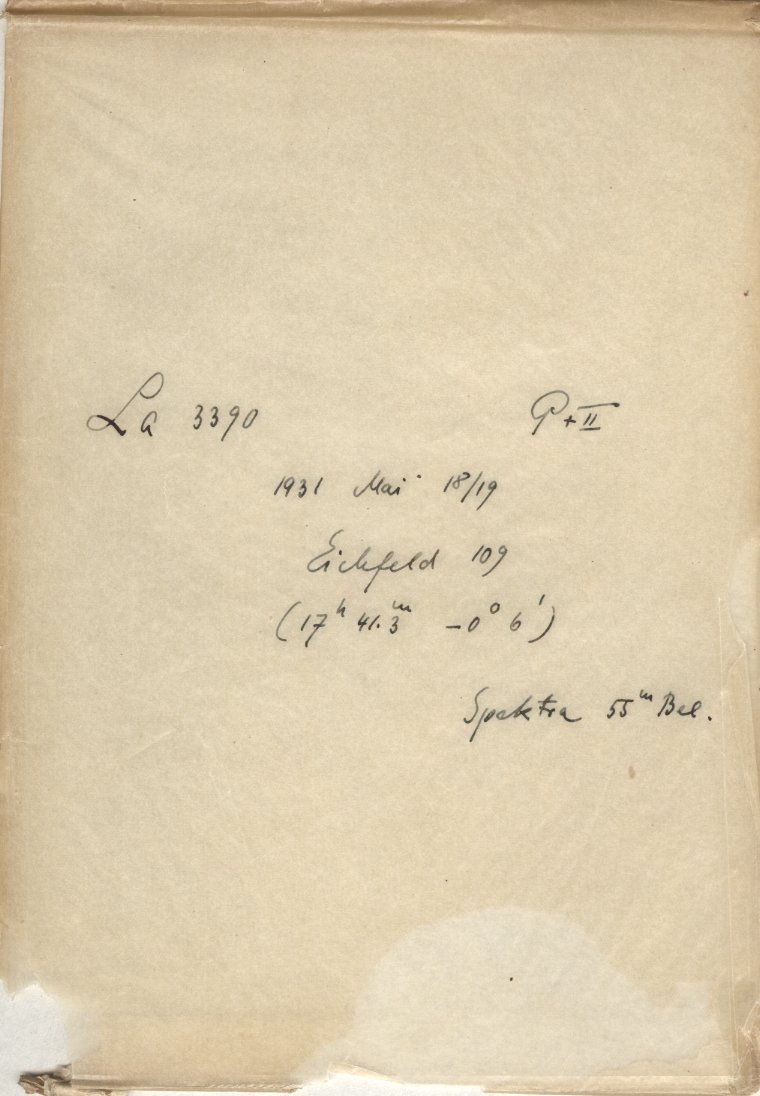 La 3390 P+II
1931 Mai 18/19
Eichfeld 109
(17ʰ 41.3ᵐ -0° 6')
Spektra 55ᵐ Bel.